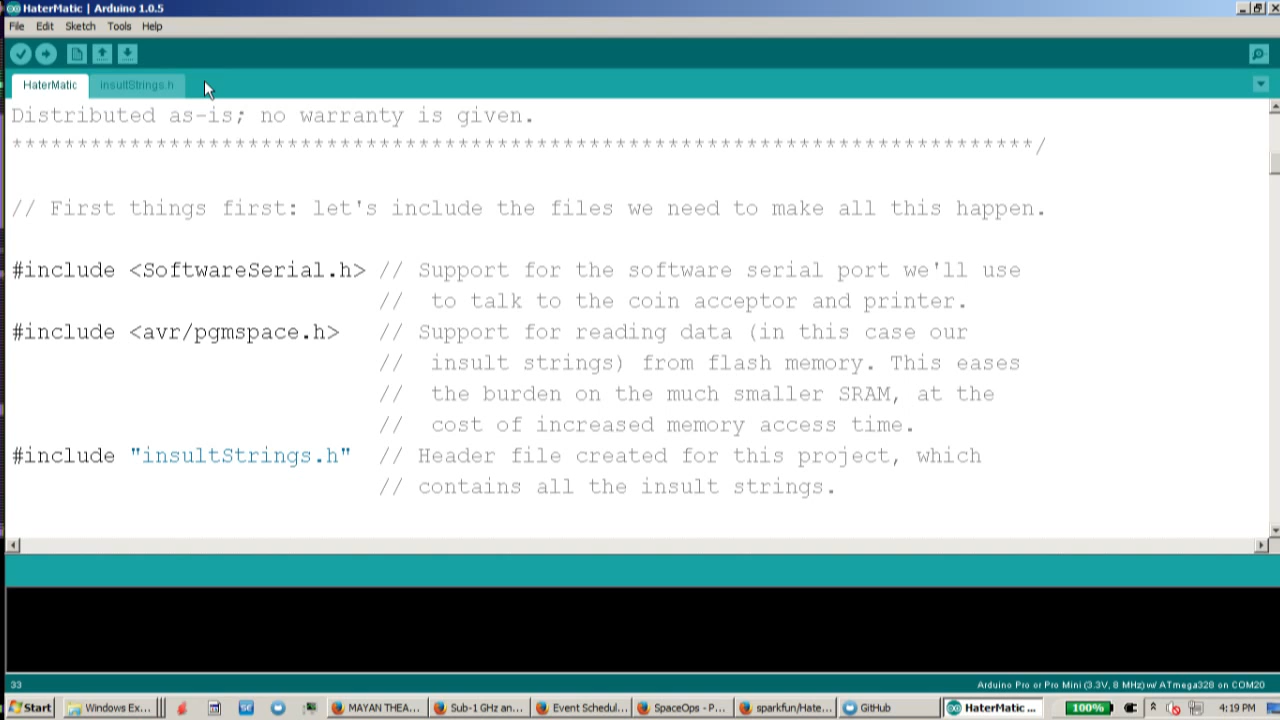 HaterMatic | Arduino 1.0.5
File Edit Sketch Tools Help
HaterMatic insultStrings.h
Distributed as-is; no warranty is given.
******************************************************************************/
// First things first: let's include the files we need to make all this happen.
#include <SoftwareSerial.h> // Support for the software serial port we'll use
// to talk to the coin acceptor and printer.
#include <avr/pgmspace.h> // Support for reading data (in this case our
// insult strings) from flash memory. This eases
// the burden on the much smaller SRAM, at the
// cost of increased memory access time.
#include "insultStrings.h" // Header file created for this project, which
// contains all the insult strings.
33 Arduino Pro or Pro Mini (3.3V, 8 MHz) w/ ATmega328 on COM20
Start Windows Ex... MAYAN THEA... Sub-1 GHz an... Event Schedul... SpaceOps - P... sparkfun/Hate... GitHub HaterMatic ... 100% 4:19 PM